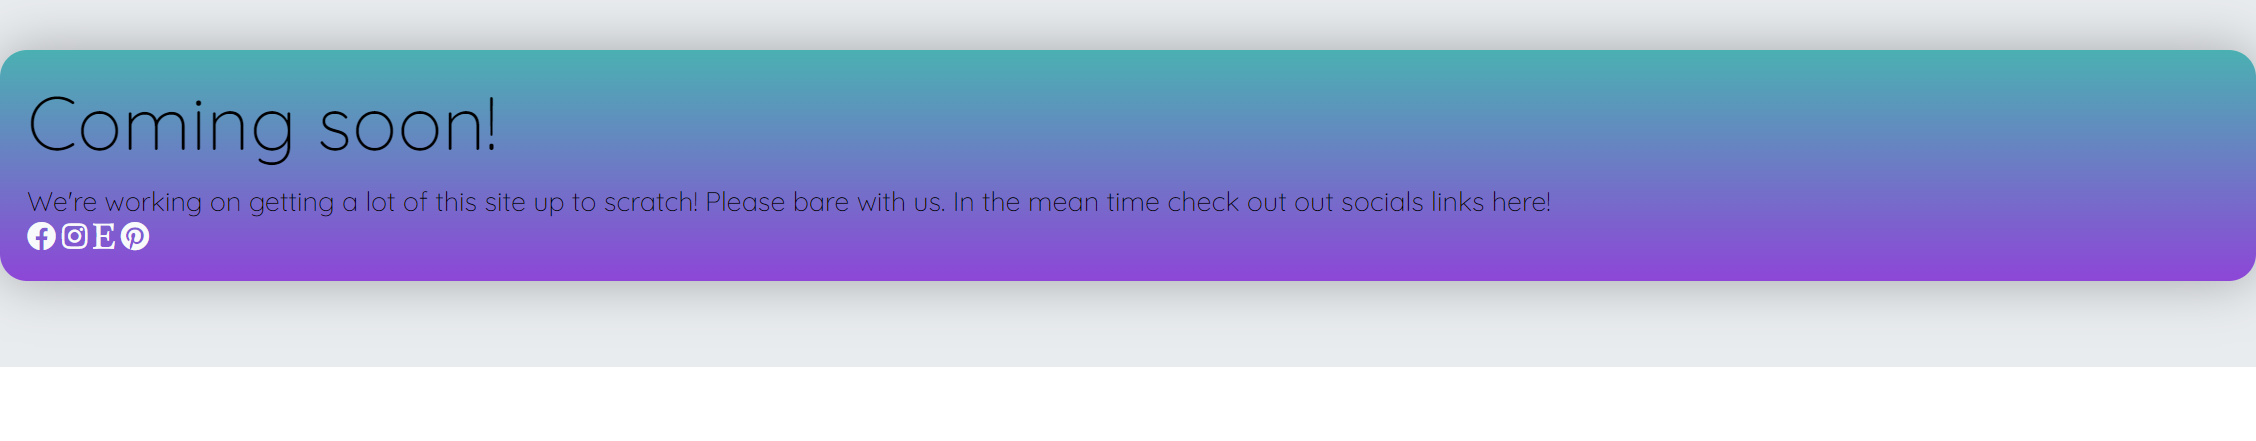 Coming soon!
We're working on getting a lot of this site up to scratch! Please bare with us. In the mean time check out out socials links here!
E